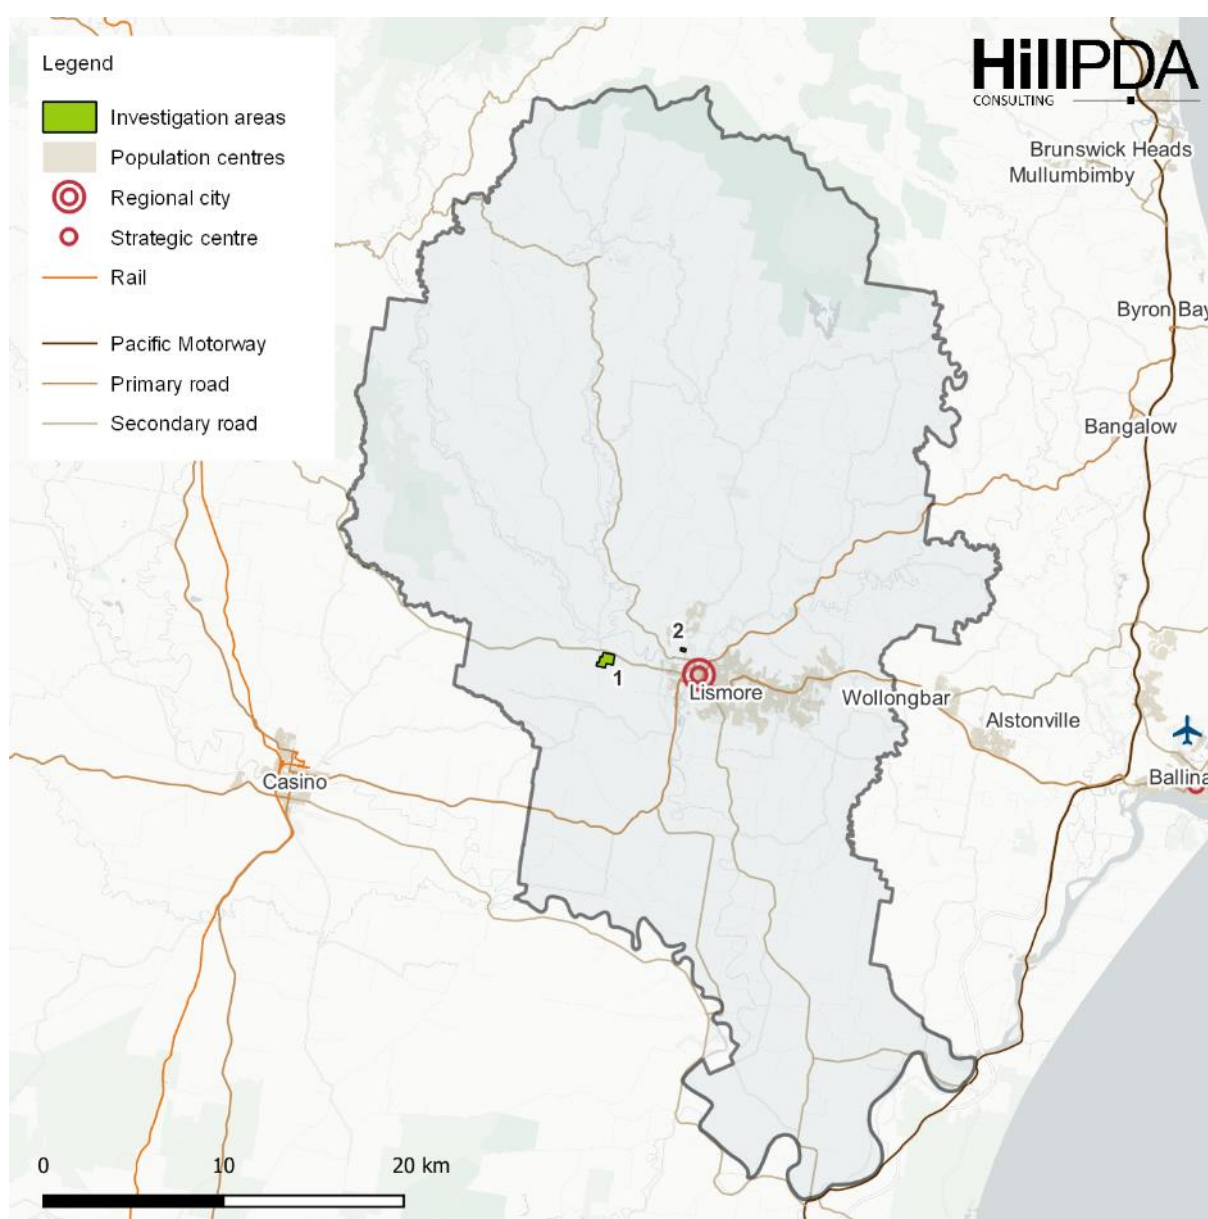 Legend
Investigation areas
Population centres
Regional city
Strategic centre
Rail
Pacific Motorway
Primary road
Secondary road
HillPDA
CONSULTING
Brunswick Heads
Mullumbimby
Byron Bay
Bangalow
2
1
Lismore
Wollongbar
Alstonville
Casino
Ballina
0 10 20 km